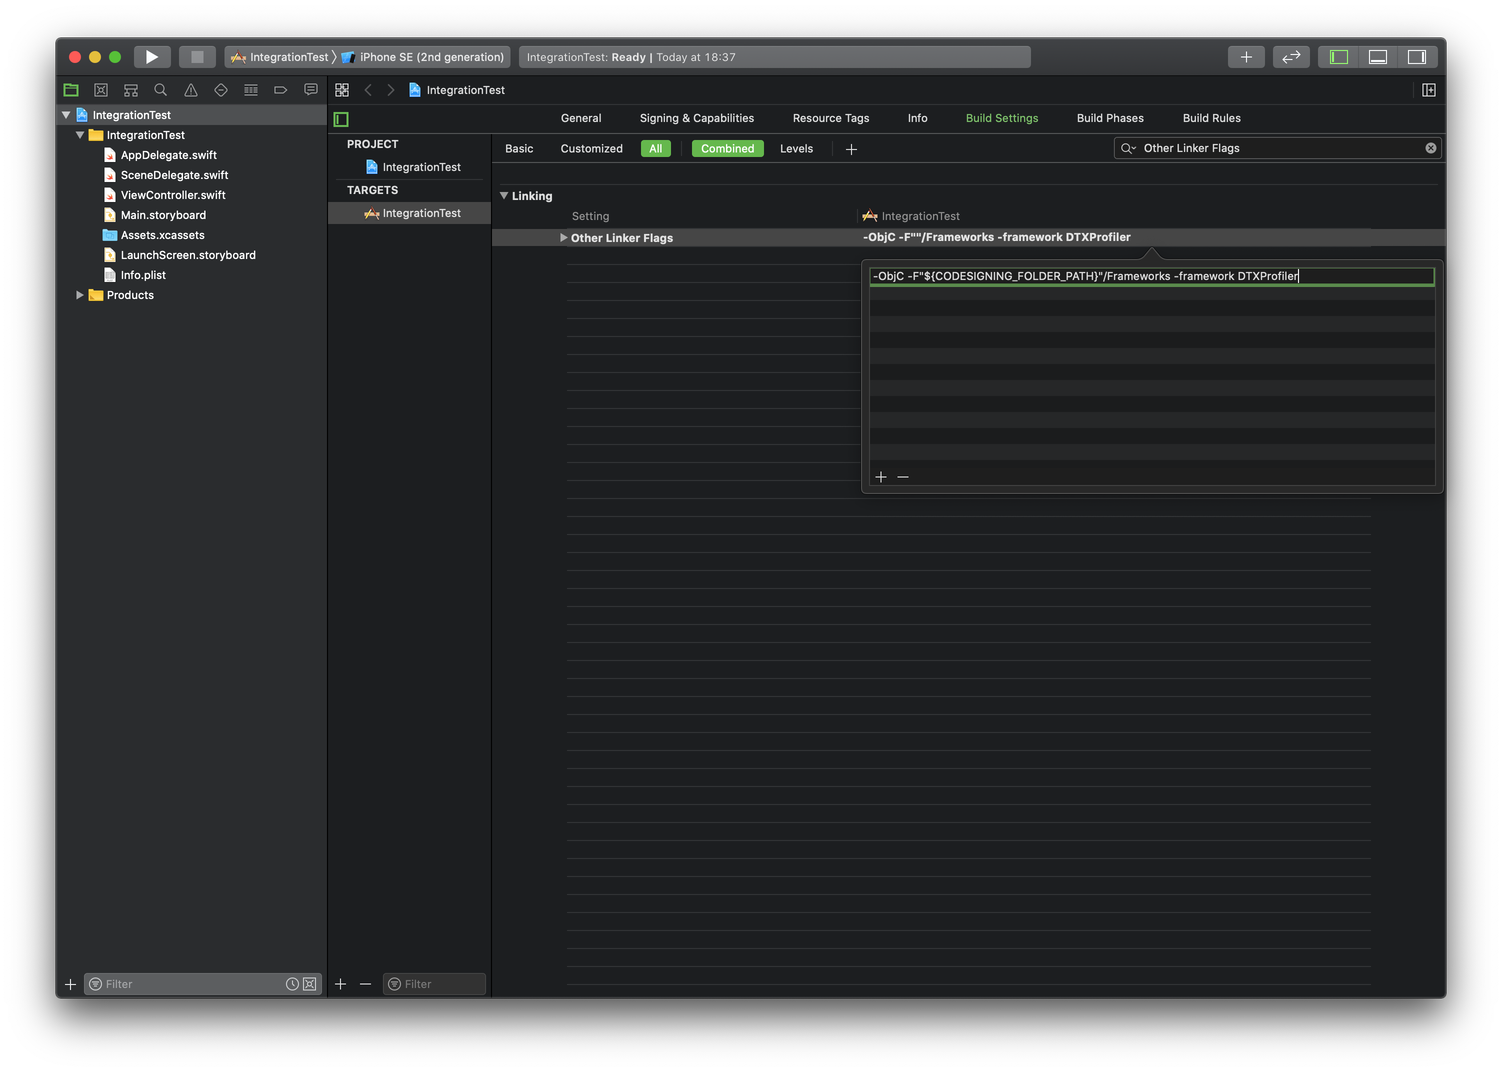 IntegrationTest
iPhone SE (2nd generation)
IntegrationTest: Ready | Today at 18:37
IntegrationTest
IntegrationTest
IntegrationTest
AppDelegate.swift
SceneDelegate.swift
ViewController.swift
Main.storyboard
Assets.xcassets
LaunchScreen.storyboard
Info.plist
Products
General
Signing & Capabilities
Resource Tags
Info
Build Settings
Build Phases
Build Rules
PROJECT
IntegrationTest
TARGETS
IntegrationTest
Basic
Customized
All
Combined
Levels
Other Linker Flags
Linking
Setting
IntegrationTest
Other Linker Flags
-ObjC -F""/Frameworks -framework DTXProfiler
-ObjC -F"${CODESIGNING_FOLDER_PATH}"/Frameworks -framework DTXProfiler
Filter
Filter